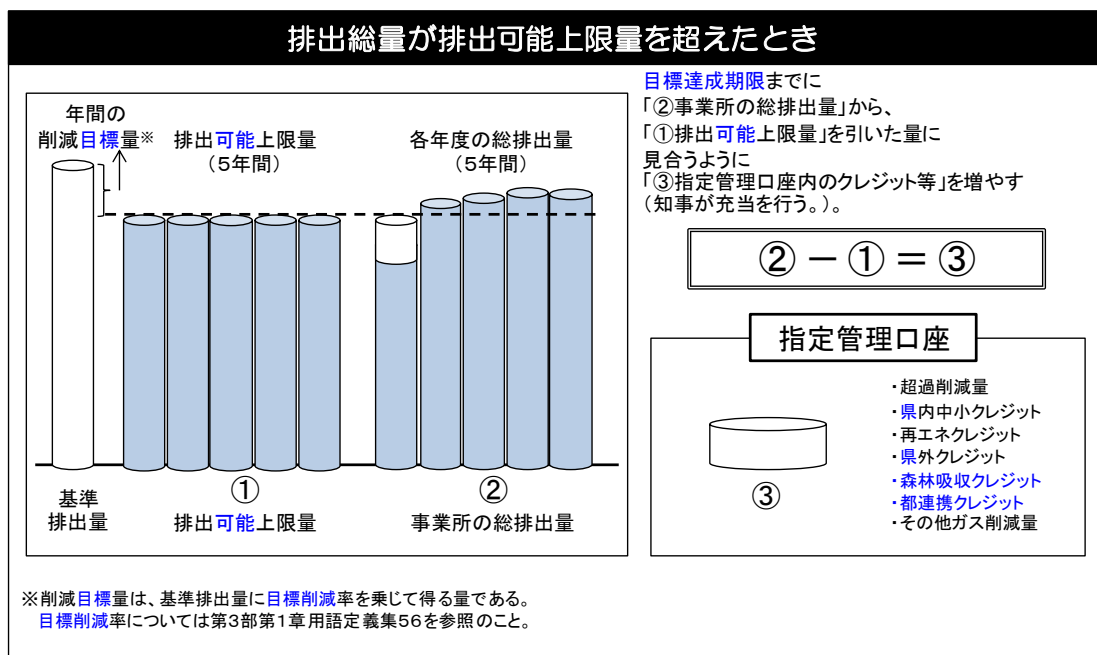 排出総量が排出可能上限量を超えたとき
目標達成期限までに
「②事業所の総排出量」から、
「①排出可能上限量」を引いた量に
見合うように
「③指定管理口座内のクレジット等」を増やす
(知事が充当を行う。)。
年間の
削減目標量※
排出可能上限量
(5年間)
各年度の総排出量
(5年間)
②-①=③
基準
排出量
①
排出可能上限量
②
事業所の総排出量
指定管理口座
③
・超過削減量
・県内中小クレジット
・再エネクレジット
・県外クレジット
・森林吸収クレジット
・都連携クレジット
・その他ガス削減量
※削減目標量は、基準排出量に目標削減率を乗じて得る量である。
目標削減率については第3部第1章用語定義集56を参照のこと。